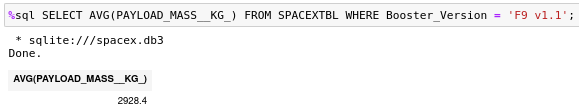 %sql SELECT AVG(PAYLOAD_MASS__KG_) FROM SPACEXTBL WHERE Booster_Version = 'F9 v1.1';
* sqlite:///spacex.db3
Done.
AVG(PAYLOAD_MASS__KG_)
2928.4